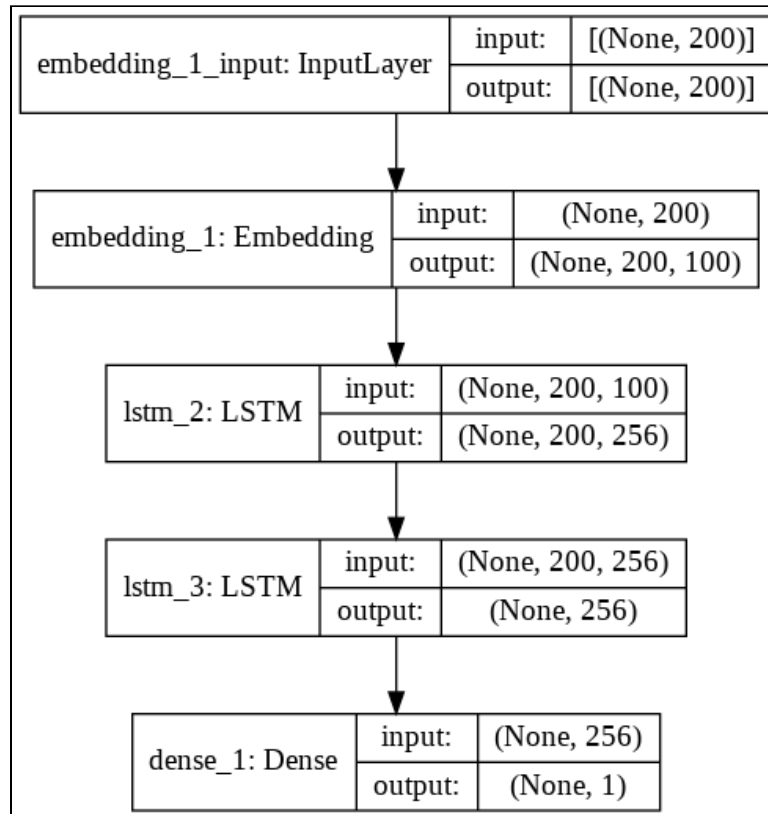 embedding_1_input: InputLayer
input: [(None, 200)]
output: [(None, 200)]
embedding_1: Embedding
input: (None, 200)
output: (None, 200, 100)
lstm_2: LSTM
input: (None, 200, 100)
output: (None, 200, 256)
lstm_3: LSTM
input: (None, 200, 256)
output: (None, 256)
dense_1: Dense
input: (None, 256)
output: (None, 1)